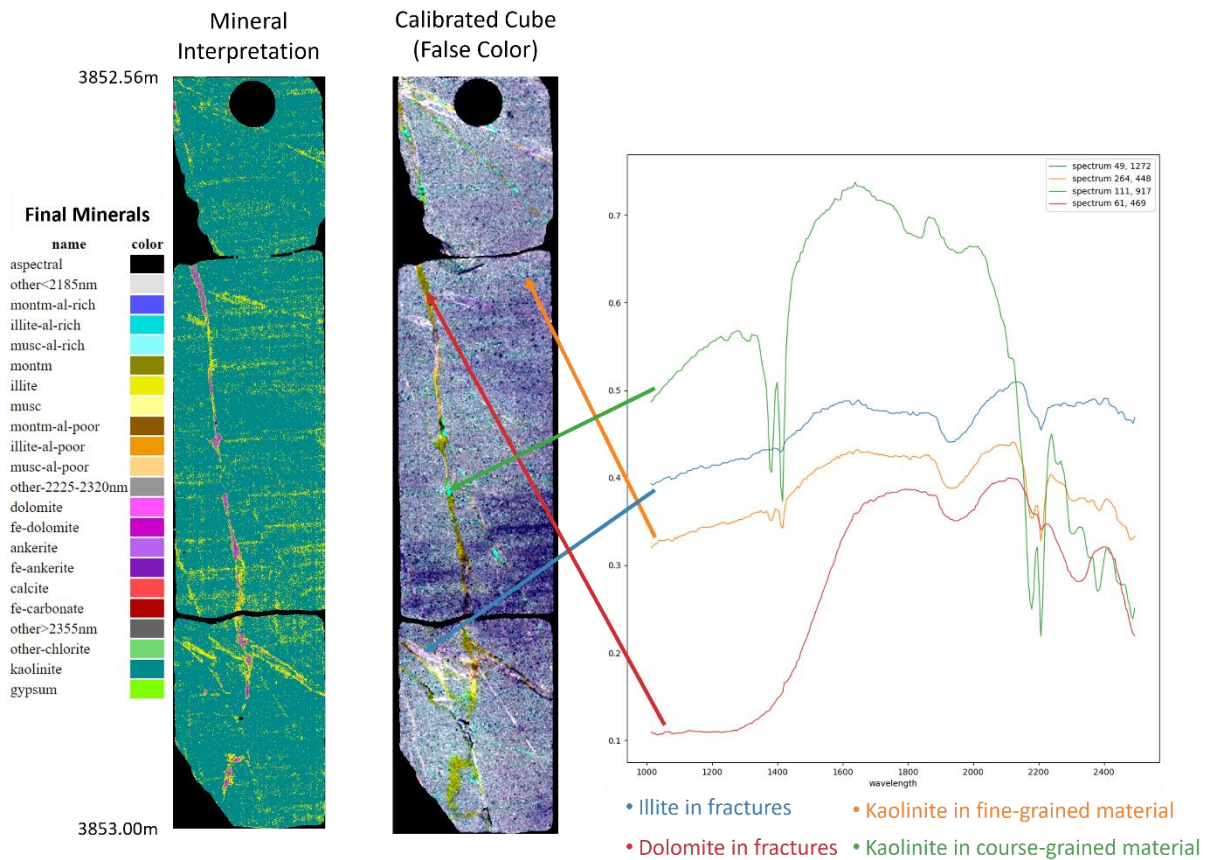 Mineral
Interpretation
Calibrated Cube
(False Color)
3852.56m
Final Minerals
name color
aspectral
other<2185nm
montm-al-rich
illite-al-rich
musc-al-rich
montm
illite
musc
montm-al-poor
illite-al-poor
musc-al-poor
other-2225-2320nm
dolomite
fe-dolomite
ankerite
fe-ankerite
calcite
fe-carbonate
other>2355nm
other-chlorite
kaolinite
gypsum
3853.00m
spectrum 49, 1272
spectrum 264, 448
spectrum 111, 917
spectrum 61, 469
0.7
0.6
0.5
0.4
0.3
0.2
0.1
1000 1200 1400 1600 1800 2000 2200 2400
wavelength
• Illite in fractures
• Kaolinite in fine-grained material
• Dolomite in fractures
• Kaolinite in course-grained material